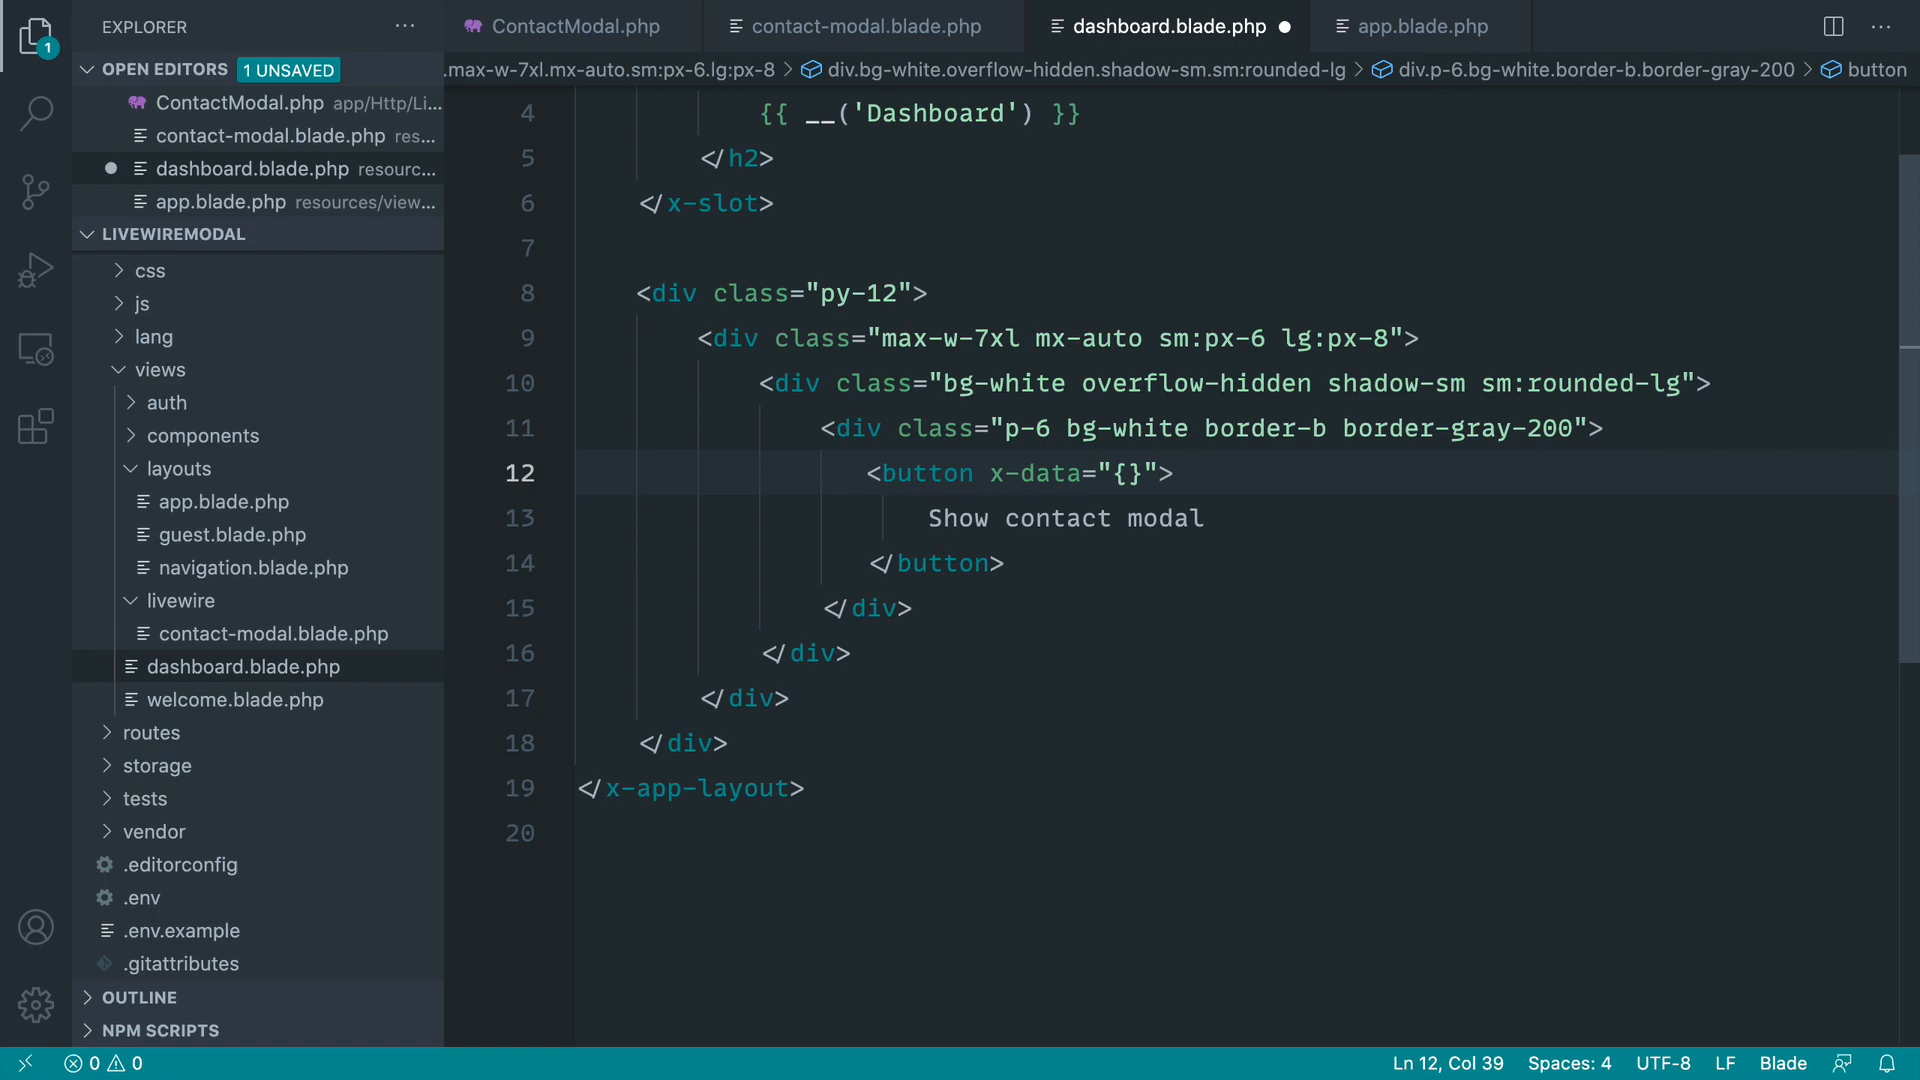 EXPLORER
OPEN EDITORS 1 UNSAVED
ContactModal.php app/Http/Li...
contact-modal.blade.php res...
dashboard.blade.php resourc...
app.blade.php resources/view...
LIVEWIREMODAL
css
js
lang
views
auth
components
layouts
app.blade.php
guest.blade.php
navigation.blade.php
livewire
contact-modal.blade.php
dashboard.blade.php
welcome.blade.php
routes
storage
tests
vendor
.editorconfig
.env
.env.example
.gitattributes
OUTLINE
NPM SCRIPTS
1
ContactModal.php contact-modal.blade.php dashboard.blade.php app.blade.php
.max-w-7xl.mx-auto.sm:px-6.lg:px-8 > div.bg-white.overflow-hidden.shadow-sm.sm:rounded-lg > div.p-6.bg-white.border-b.border-gray-200 > button
4 {{ __('Dashboard') }}
5 </h2>
6 </x-slot>
7
8 <div class="py-12">
9 <div class="max-w-7xl mx-auto sm:px-6 lg:px-8">
10 <div class="bg-white overflow-hidden shadow-sm sm:rounded-lg">
11 <div class="p-6 bg-white border-b border-gray-200">
12 <button x-data="{}">
13 Show contact modal
14 </button>
15 </div>
16 </div>
17 </div>
18 </div>
19 </x-app-layout>
20
0 0 Ln 12, Col 39 Spaces: 4 UTF-8 LF Blade